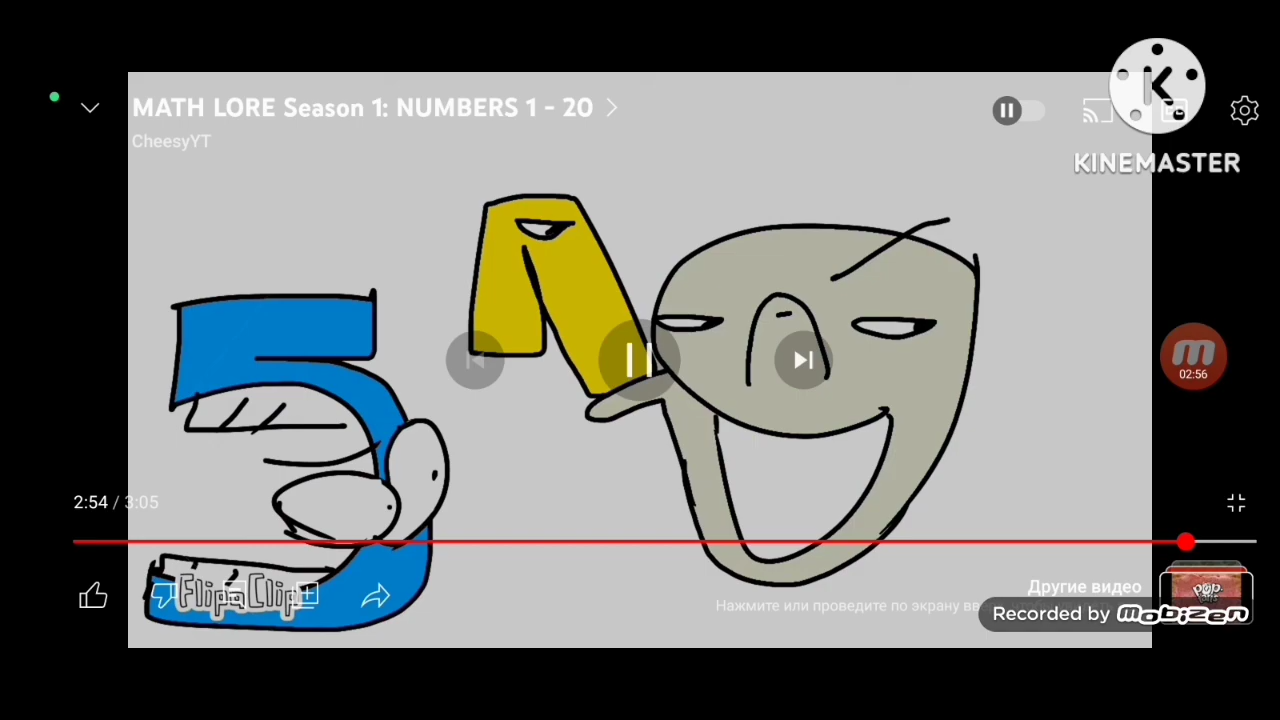 MATH LORE Season 1: NUMBERS 1 - 20
CheesyYT
K
KINEMASTER
02:56
2:54 / 3:05
FlipaClip
Другие видео
Нажмите или проведите по экрану
Recorded by mobizen